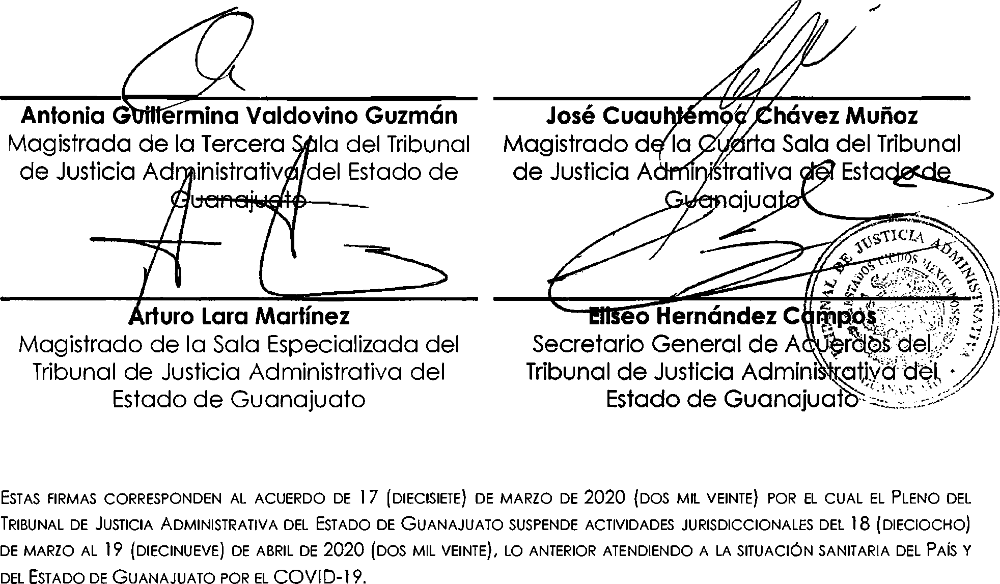 Antonia Guillermina Valdovino Guzmán
Magistrada de la Tercera Sala del Tribunal
de Justicia Administrativa del Estado de
Guanajuato
José Cuauhtémoc Chávez Muñoz
Magistrado de la Cuarta Sala del Tribunal
de Justicia Administrativa del Estado de
Guanajuato
Arturo Lara Martínez
Magistrado de la Sala Especializada del
Tribunal de Justicia Administrativa del
Estado de Guanajuato
Eliseo Hernández Campos
Secretario General de Acuerdos del
Tribunal de Justicia Administrativa del
Estado de Guanajuato
DE JUSTICIA ADMINISTRATIVA
ESTADOS UNIDOS MEXICANOS
ESTAS FIRMAS CORRESPONDEN AL ACUERDO DE 17 (DIECISIETE) DE MARZO DE 2020 (DOS MIL VEINTE) POR EL CUAL EL PLENO DEL
TRIBUNAL DE JUSTICIA ADMINISTRATIVA DEL ESTADO DE GUANAJUATO SUSPENDE ACTIVIDADES JURISDICCIONALES DEL 18 (DIECIOCHO)
DE MARZO AL 19 (DIECINUEVE) DE ABRIL DE 2020 (DOS MIL VEINTE), LO ANTERIOR ATENDIENDO A LA SITUACIÓN SANITARIA DEL PAÍS Y
DEL ESTADO DE GUANAJUATO POR EL COVID-19.